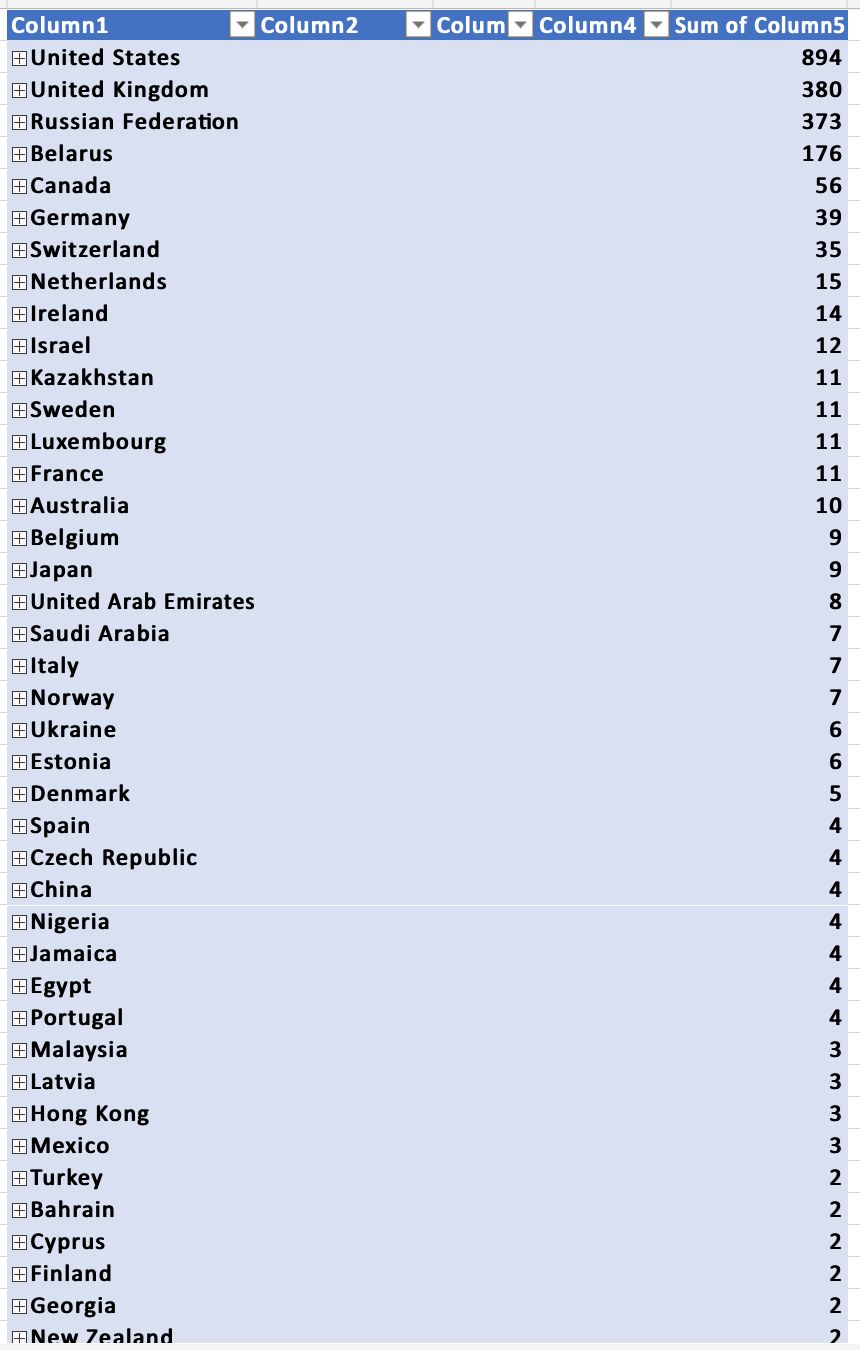 Column1 Column2 Colum Column4 Sum of Column5
United States 894
United Kingdom 380
Russian Federation 373
Belarus 176
Canada 56
Germany 39
Switzerland 35
Netherlands 15
Ireland 14
Israel 12
Kazakhstan 11
Sweden 11
Luxembourg 11
France 11
Australia 10
Belgium 9
Japan 9
United Arab Emirates 8
Saudi Arabia 7
Italy 7
Norway 7
Ukraine 6
Estonia 6
Denmark 5
Spain 4
Czech Republic 4
China 4
Nigeria 4
Jamaica 4
Egypt 4
Portugal 4
Malaysia 3
Latvia 3
Hong Kong 3
Mexico 3
Turkey 2
Bahrain 2
Cyprus 2
Finland 2
Georgia 2
New Zealand 2